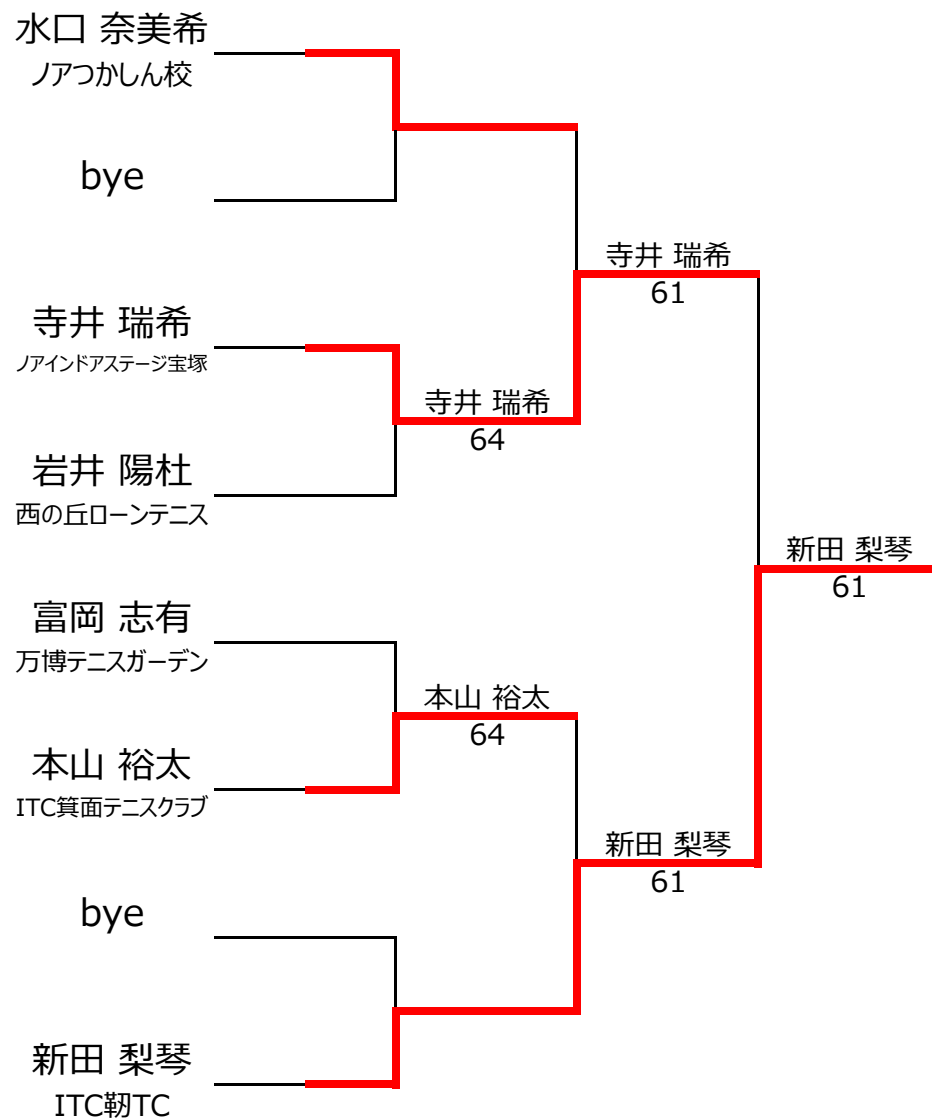 水口 奈美希
ノアつかしん校
bye
寺井 瑞希
61
寺井 瑞希
ノアインドアステージ宝塚
寺井 瑞希
64
岩井 陽杜
西の丘ローンテニス
新田 梨琴
61
富岡 志有
万博テニスガーデン
本山 裕太
64
本山 裕太
ITC箕面テニスクラブ
新田 梨琴
61
bye
新田 梨琴
ITC靭TC